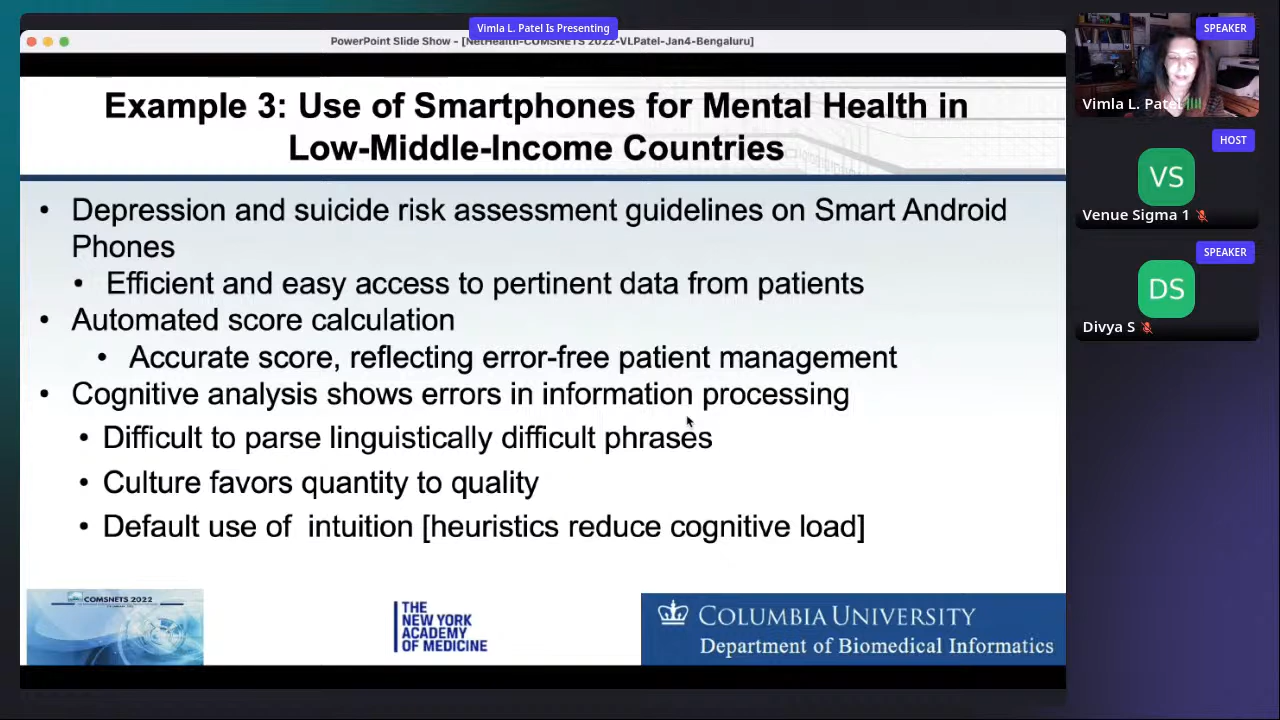 Vimla L. Patel Is Presenting
PowerPoint Slide Show - [NetHealth-COMSNETS 2022-VLPatel-Jan4-Bengaluru]
Example 3: Use of Smartphones for Mental Health in
Low-Middle-Income Countries
• Depression and suicide risk assessment guidelines on Smart Android
Phones
• Efficient and easy access to pertinent data from patients
• Automated score calculation
• Accurate score, reflecting error-free patient management
• Cognitive analysis shows errors in information processing
• Difficult to parse linguistically difficult phrases
• Culture favors quantity to quality
• Default use of intuition [heuristics reduce cognitive load]
COMSNETS 2022
THE
NEW YORK
ACADEMY
OF MEDICINE
COLUMBIA UNIVERSITY
Department of Biomedical Informatics
SPEAKER
Vimla L. Patel
HOST
VS
Venue Sigma 1
SPEAKER
DS
Divya S